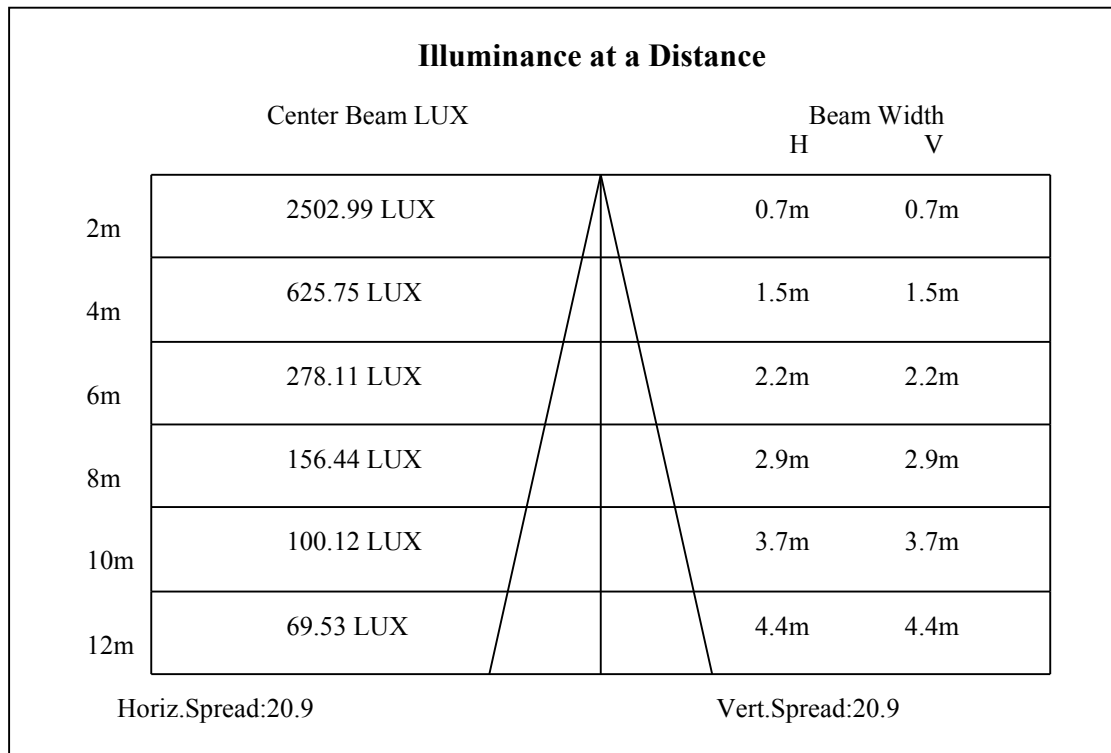 Illuminance at a Distance
Center Beam LUX Beam Width
H V
2m 2502.99 LUX 0.7m 0.7m
4m 625.75 LUX 1.5m 1.5m
6m 278.11 LUX 2.2m 2.2m
8m 156.44 LUX 2.9m 2.9m
10m 100.12 LUX 3.7m 3.7m
12m 69.53 LUX 4.4m 4.4m
Horiz.Spread:20.9 Vert.Spread:20.9